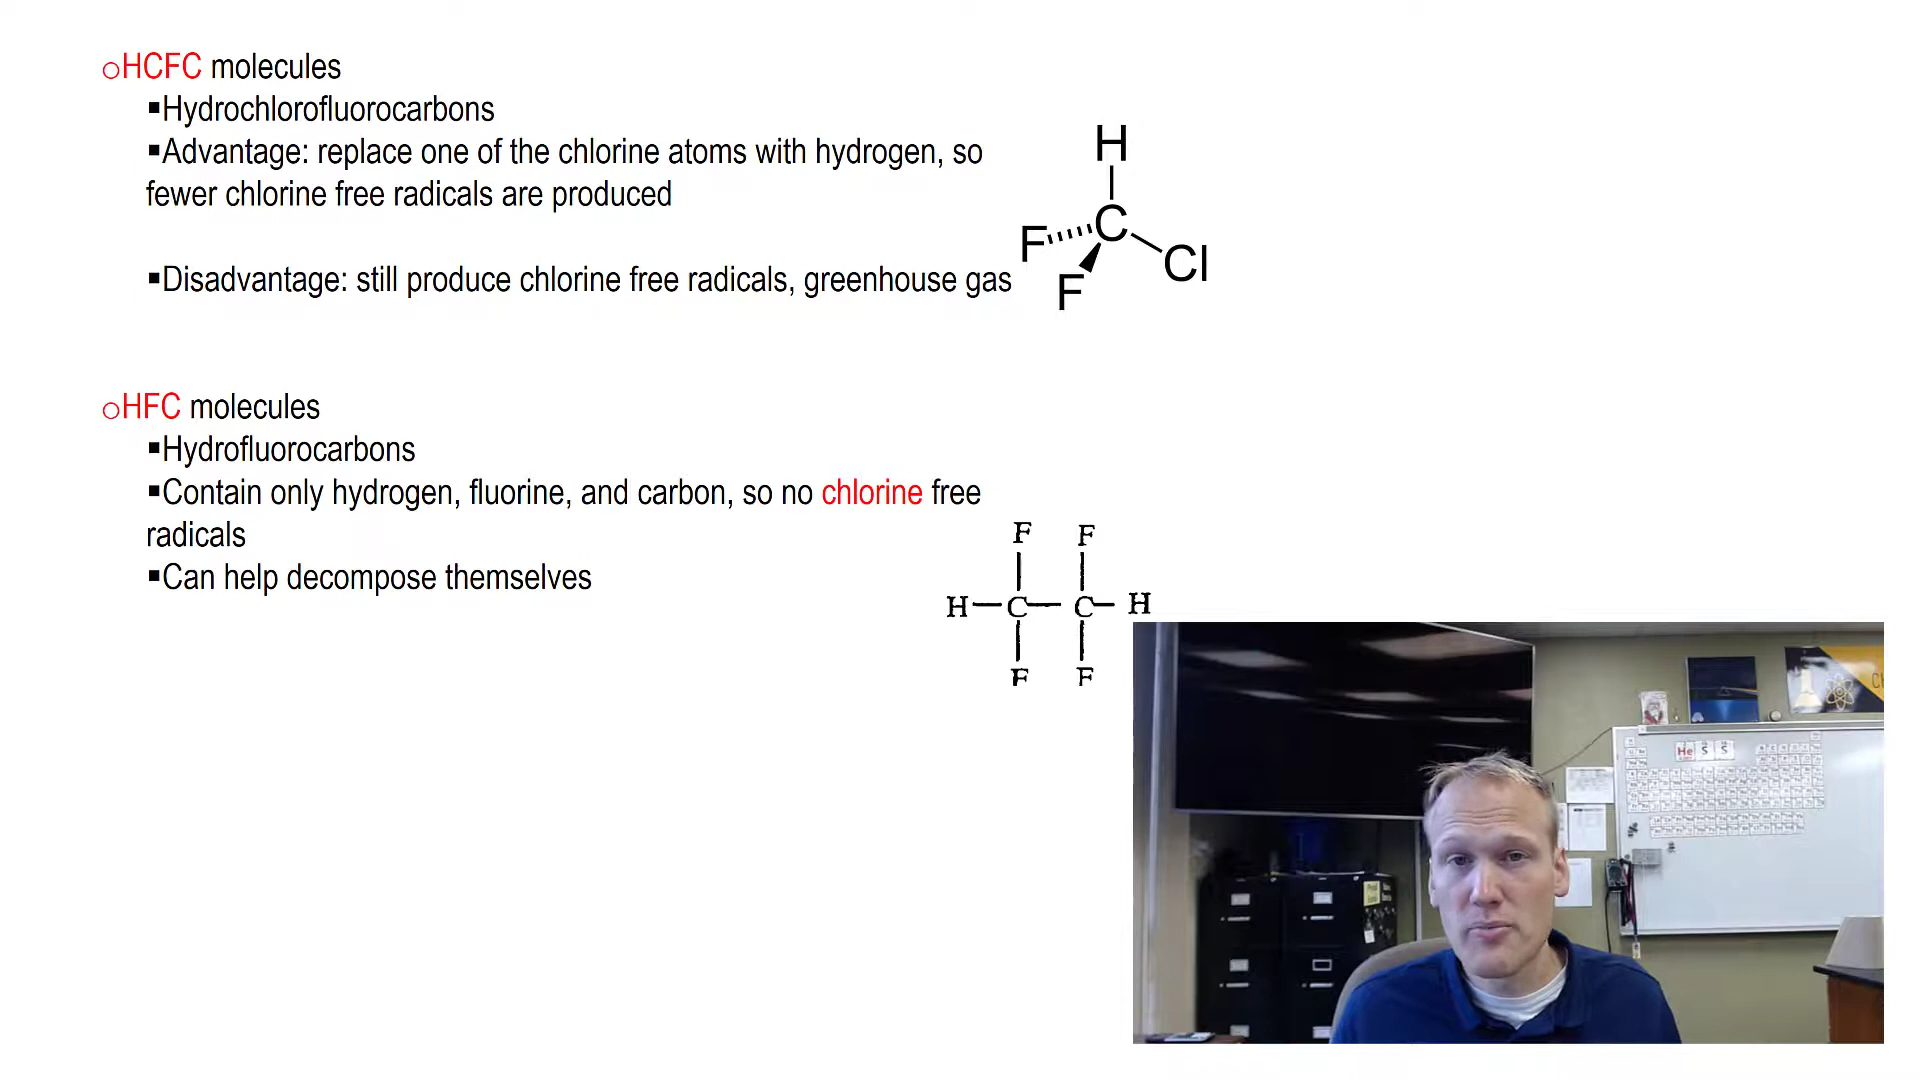 ○HCFC molecules
▪Hydrochlorofluorocarbons
▪Advantage: replace one of the chlorine atoms with hydrogen, so
fewer chlorine free radicals are produced
▪Disadvantage: still produce chlorine free radicals, greenhouse gas
H
F C Cl
F
○HFC molecules
▪Hydrofluorocarbons
▪Contain only hydrogen, fluorine, and carbon, so no chlorine free
radicals
▪Can help decompose themselves
F F
H C C H
F F
He S S